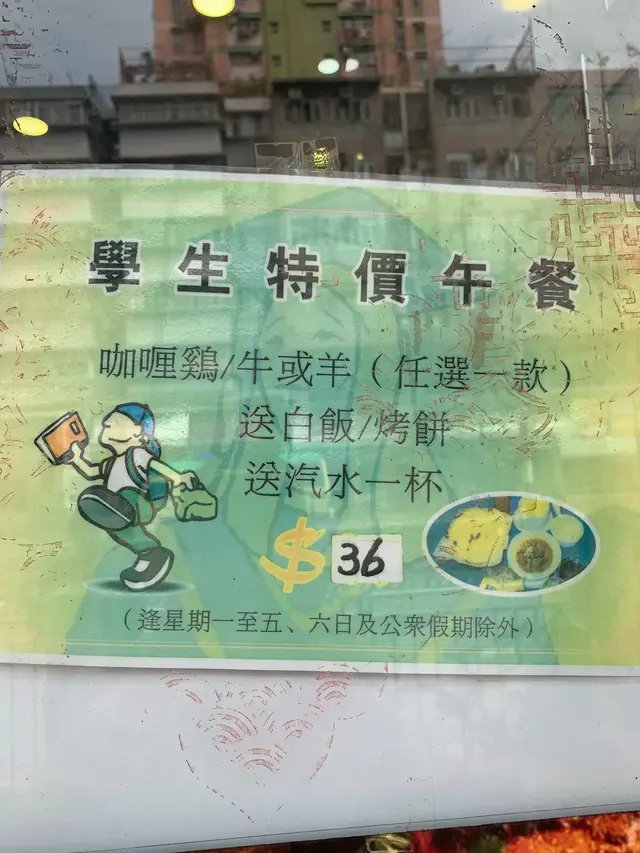 學生特價午餐
咖喱鷄/牛或羊（任選一款）
送白飯/烤餅
送汽水一杯
$36
（逢星期一至五、六日及公衆假期除外）